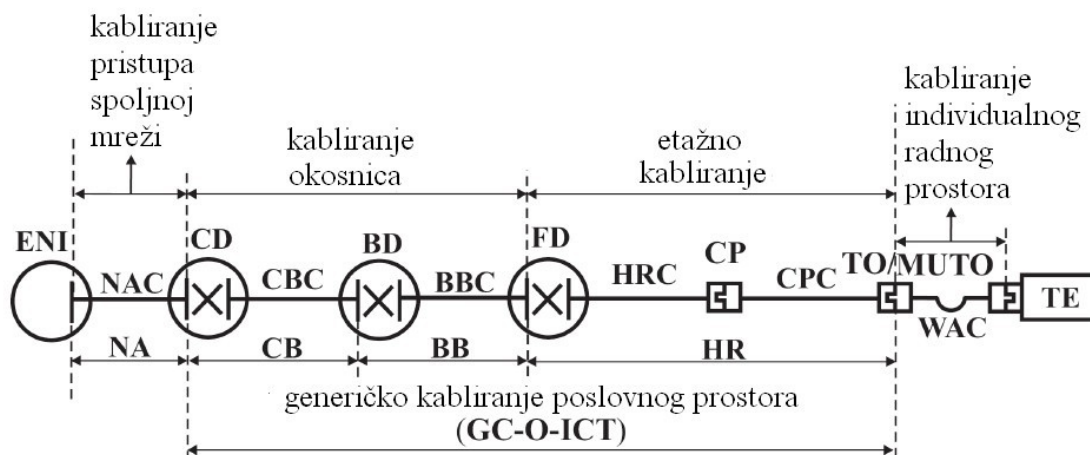 kabliranje
pristupa
spoljnoj
mreži
kabliranje
okosnica
etažno
kabliranje
kabliranje
individualnog
radnog
prostora
ENI
CD
BD
FD
CP
TO/MUTO
NAC
CBC
BBC
HRC
CPC
WAC
TE
NA
CB
BB
HR
generičko kabliranje poslovnog prostora
(GC-O-ICT)